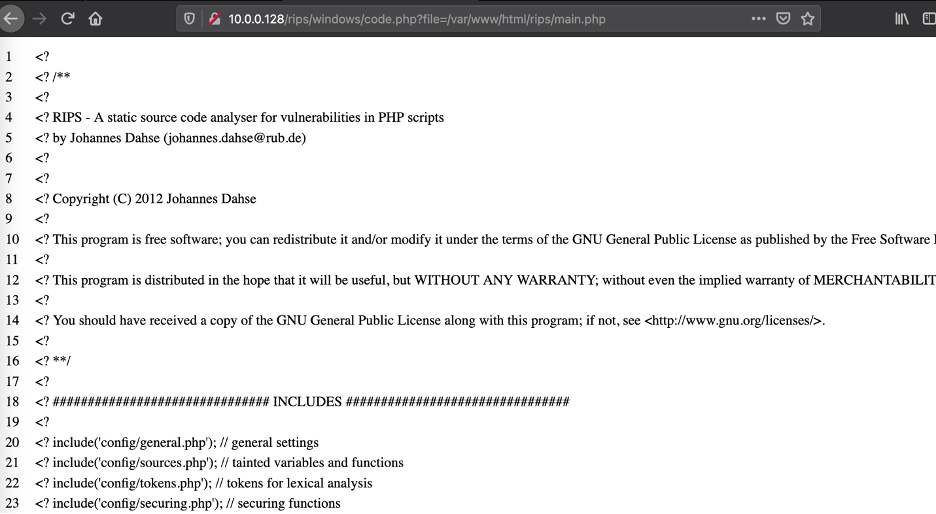 10.0.0.128/rips/windows/code.php?file=/var/www/html/rips/main.php
1 <?
2 <? /**
3 <?
4 <? RIPS - A static source code analyser for vulnerabilities in PHP scripts
5 <? by Johannes Dahse (johannes.dahse@rub.de)
6 <?
7 <?
8 <? Copyright (C) 2012 Johannes Dahse
9 <?
10 <? This program is free software; you can redistribute it and/or modify it under the terms of the GNU General Public License as published by the Free Software
11 <?
12 <? This program is distributed in the hope that it will be useful, but WITHOUT ANY WARRANTY; without even the implied warranty of MERCHANTABILIT
13 <?
14 <? You should have received a copy of the GNU General Public License along with this program; if not, see <http://www.gnu.org/licenses/>.
15 <?
16 <? **/
17 <?
18 <? ############################### INCLUDES ################################
19 <?
20 <? include('config/general.php'); // general settings
21 <? include('config/sources.php'); // tainted variables and functions
22 <? include('config/tokens.php'); // tokens for lexical analysis
23 <? include('config/securing.php'); // securing functions